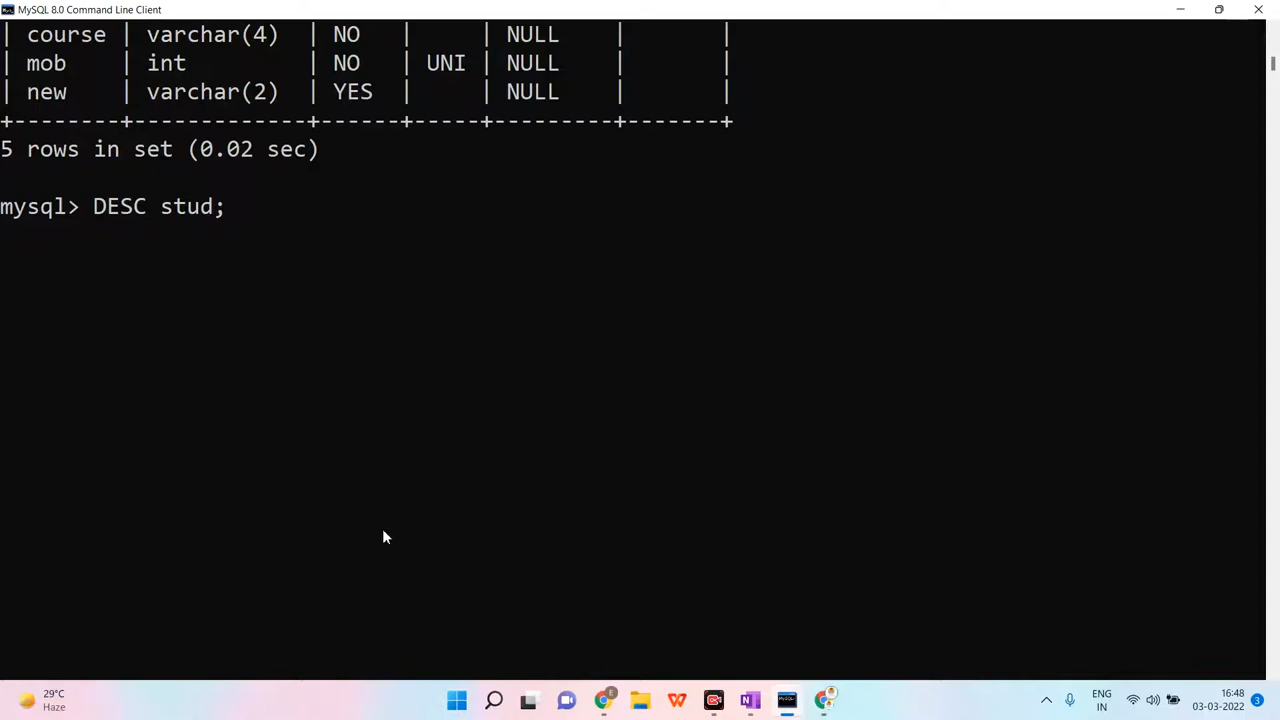 MySQL 8.0 Command Line Client
| course | varchar(4) | NO | | NULL | |
| mob | int | NO | UNI | NULL | |
| new | varchar(2) | YES | | NULL | |
+--------+-------------+------+-----+---------+-------+
5 rows in set (0.02 sec)
mysql> DESC stud;
29°C
Haze
E
W
N
MySQL
ENG
IN
16:48
03-03-2022
3